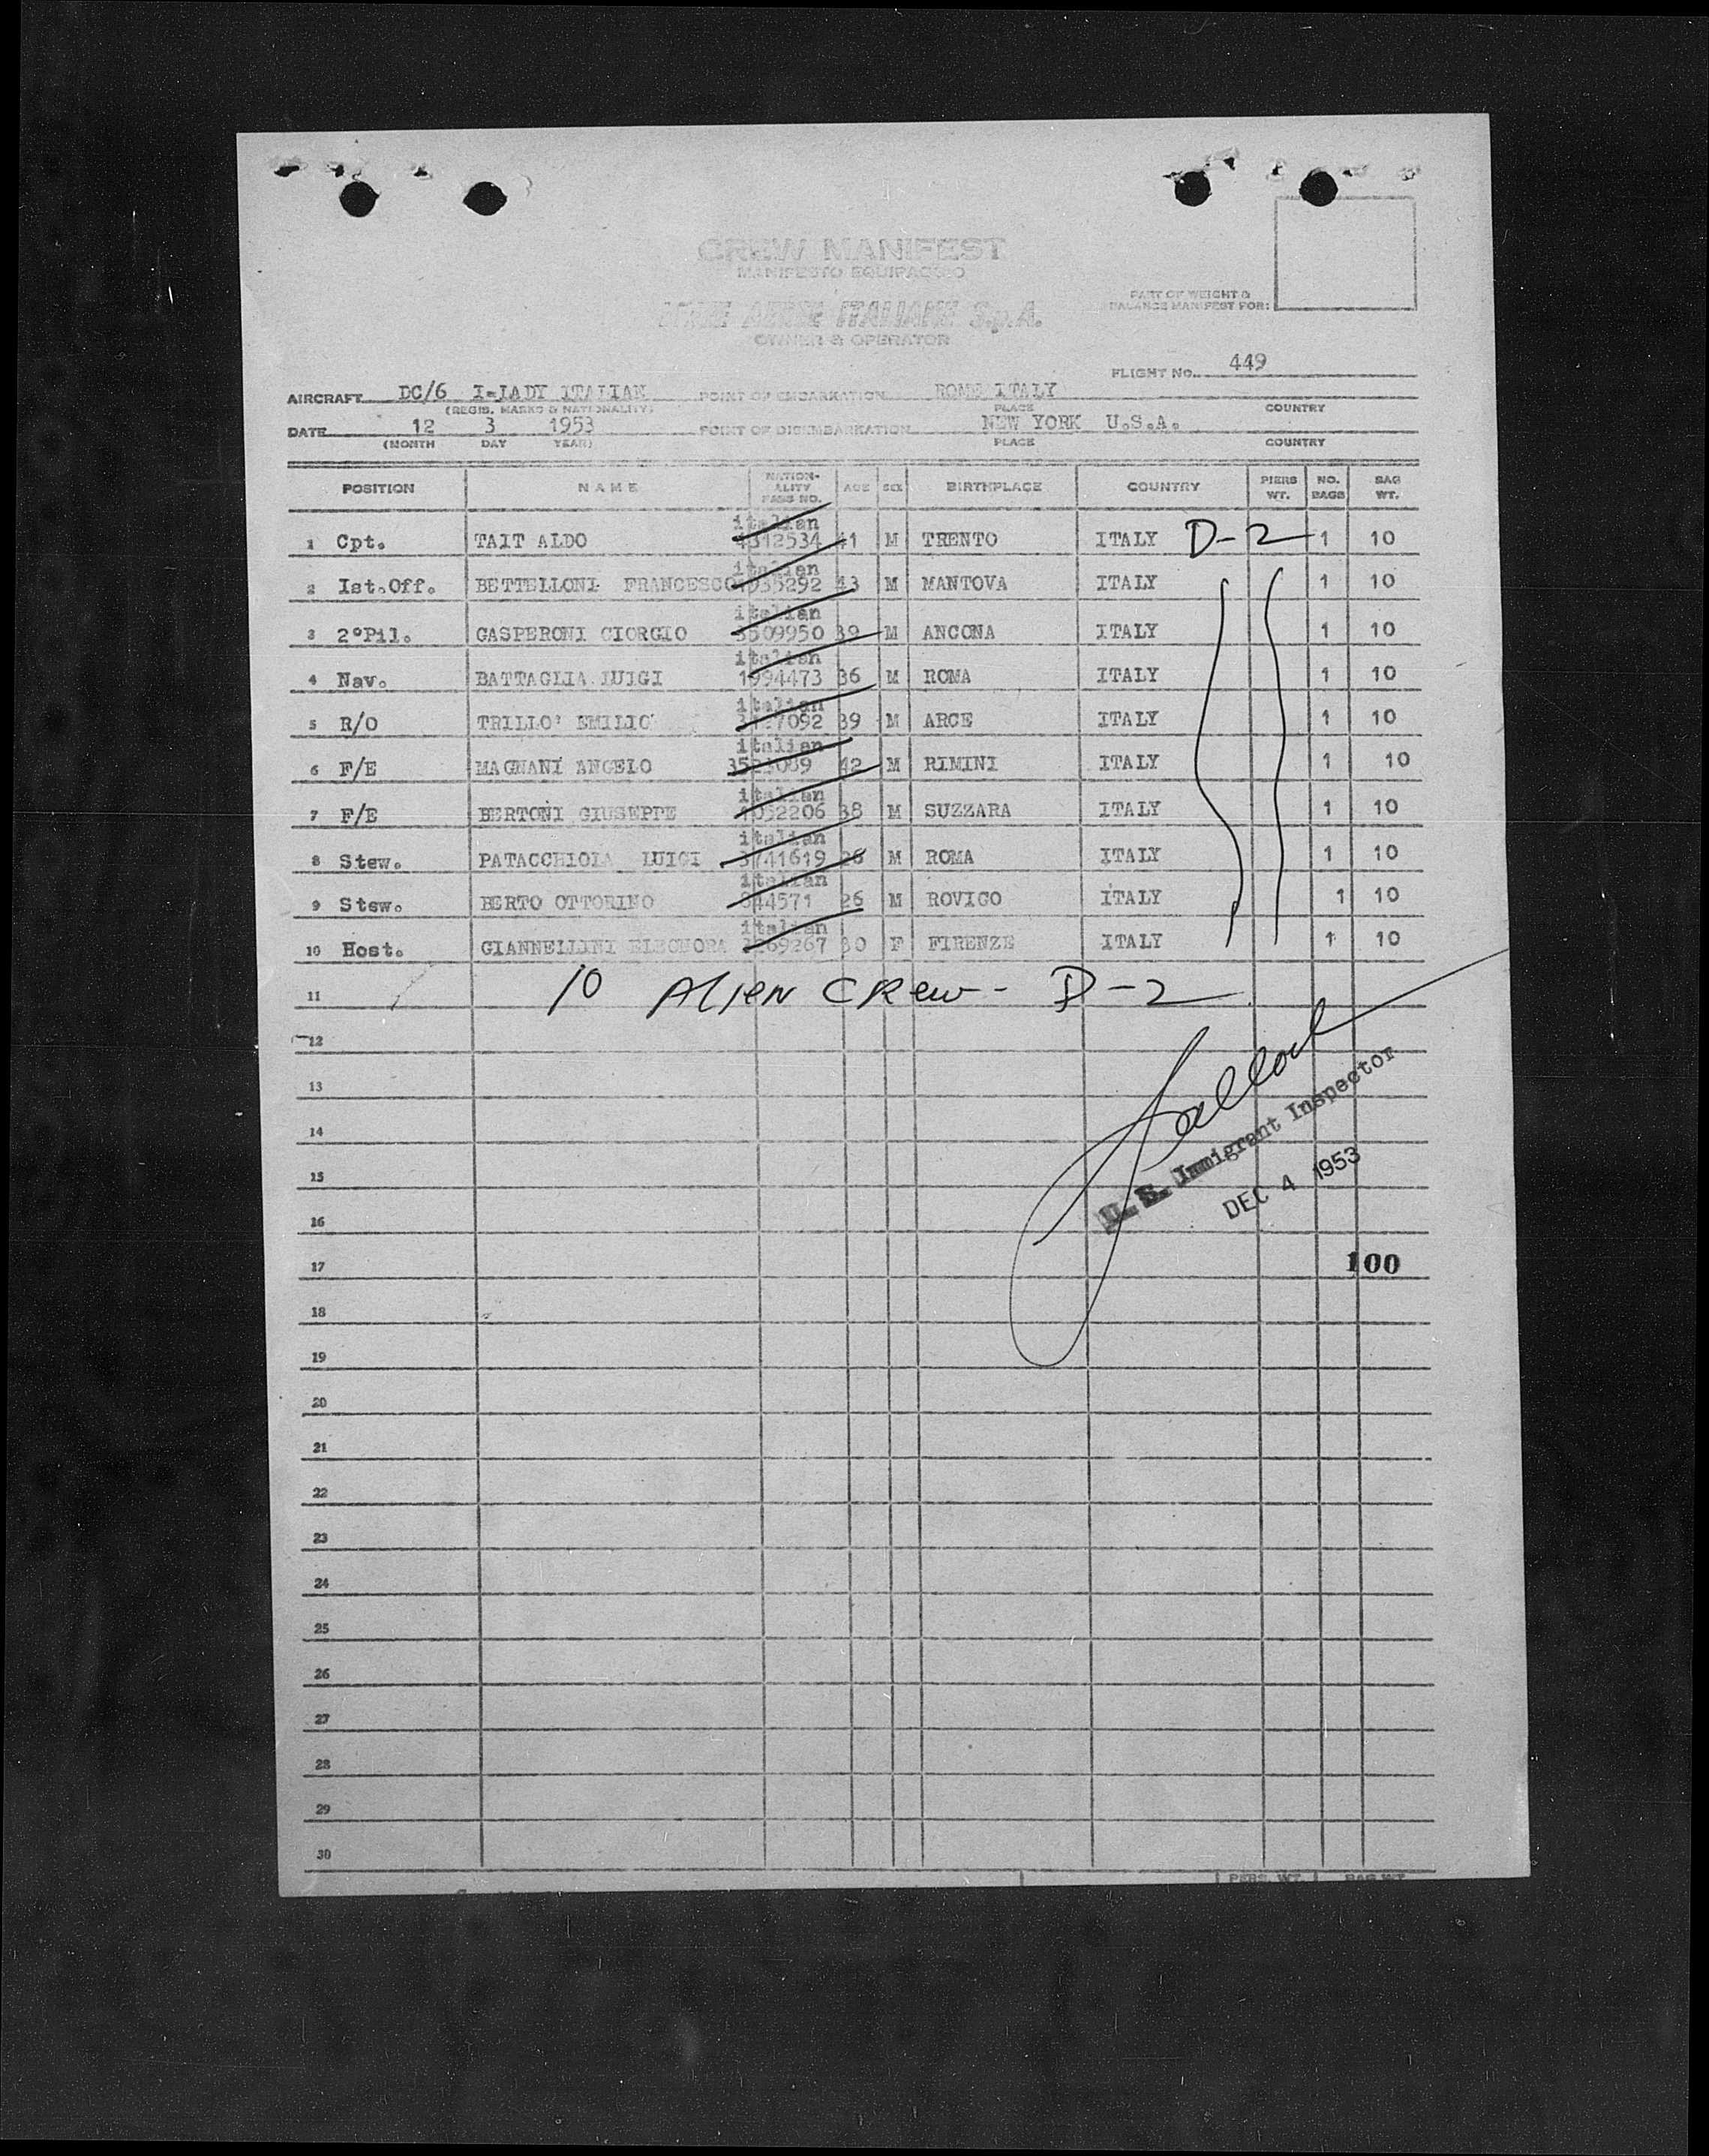 CREW MANIFEST
MANIFESTO EQUIPAGGIO
LINEE AEREE ITALIANE S.p.A.
OWNER & OPERATOR
PART OF WEIGHT &
BALANCE MANIFEST FOR:
FLIGHT No. 449
AIRCRAFT DC/6 I-LADY ITALIAN POINT OF EMBARKATION ROME ITALY
(REGIS. MARKS & NATIONALITY) PLACE COUNTRY
DATE 12 3 1953 POINT OF DISEMBARKATION NEW YORK U.S.A.
(MONTH DAY YEAR) PLACE COUNTRY
POSITION NAME NATION-ALITY PASS NO. AGE SEX BIRTHPLACE COUNTRY PIERS WT. NO. BAGS BAG WT.
italian
1 Cpt. TAIT ALDO 4312534 41 M TRENTO ITALY D-2 1 10
italian
2 Ist.Off. BETTELLONI FRANCESCO 43 M MANTOVA ITALY 1 10
italian
3 2°Pil. GASPERONI CIORGIO 3509950 39 M ANCONA ITALY 1 10
italian
4 Nav. BATTAGLIA LUIGI 1994473 36 M ROMA ITALY 1 10
italian
5 R/O TRILLO' EMILIO 39 M ARCE ITALY 1 10
italian
6 F/E MAGNANI ANGELO 42 M RIMINI ITALY 1 10
italian
7 F/E BERTONI GIUSEPPE 38 M SUZZARA ITALY 1 10
italian
8 Stew. PATACCHIOLA LUIGI 3741619 26 M ROMA ITALY 1 10
italian
9 Stew. BERTO OTTORINO 26 M ROVIGO ITALY 1 10
italian
10 Host. GIANNELLINI ELEONORA 30 F FIRENZE ITALY 1 10
11 10 Alien Crew - D-2
12
13
14
U. S. Immigrant Inspector
15
DEC 4 1953
16
17 100
18
19
20
21
22
23
24
25
26
27
28
29
30
PERS. WT. BAG WT.